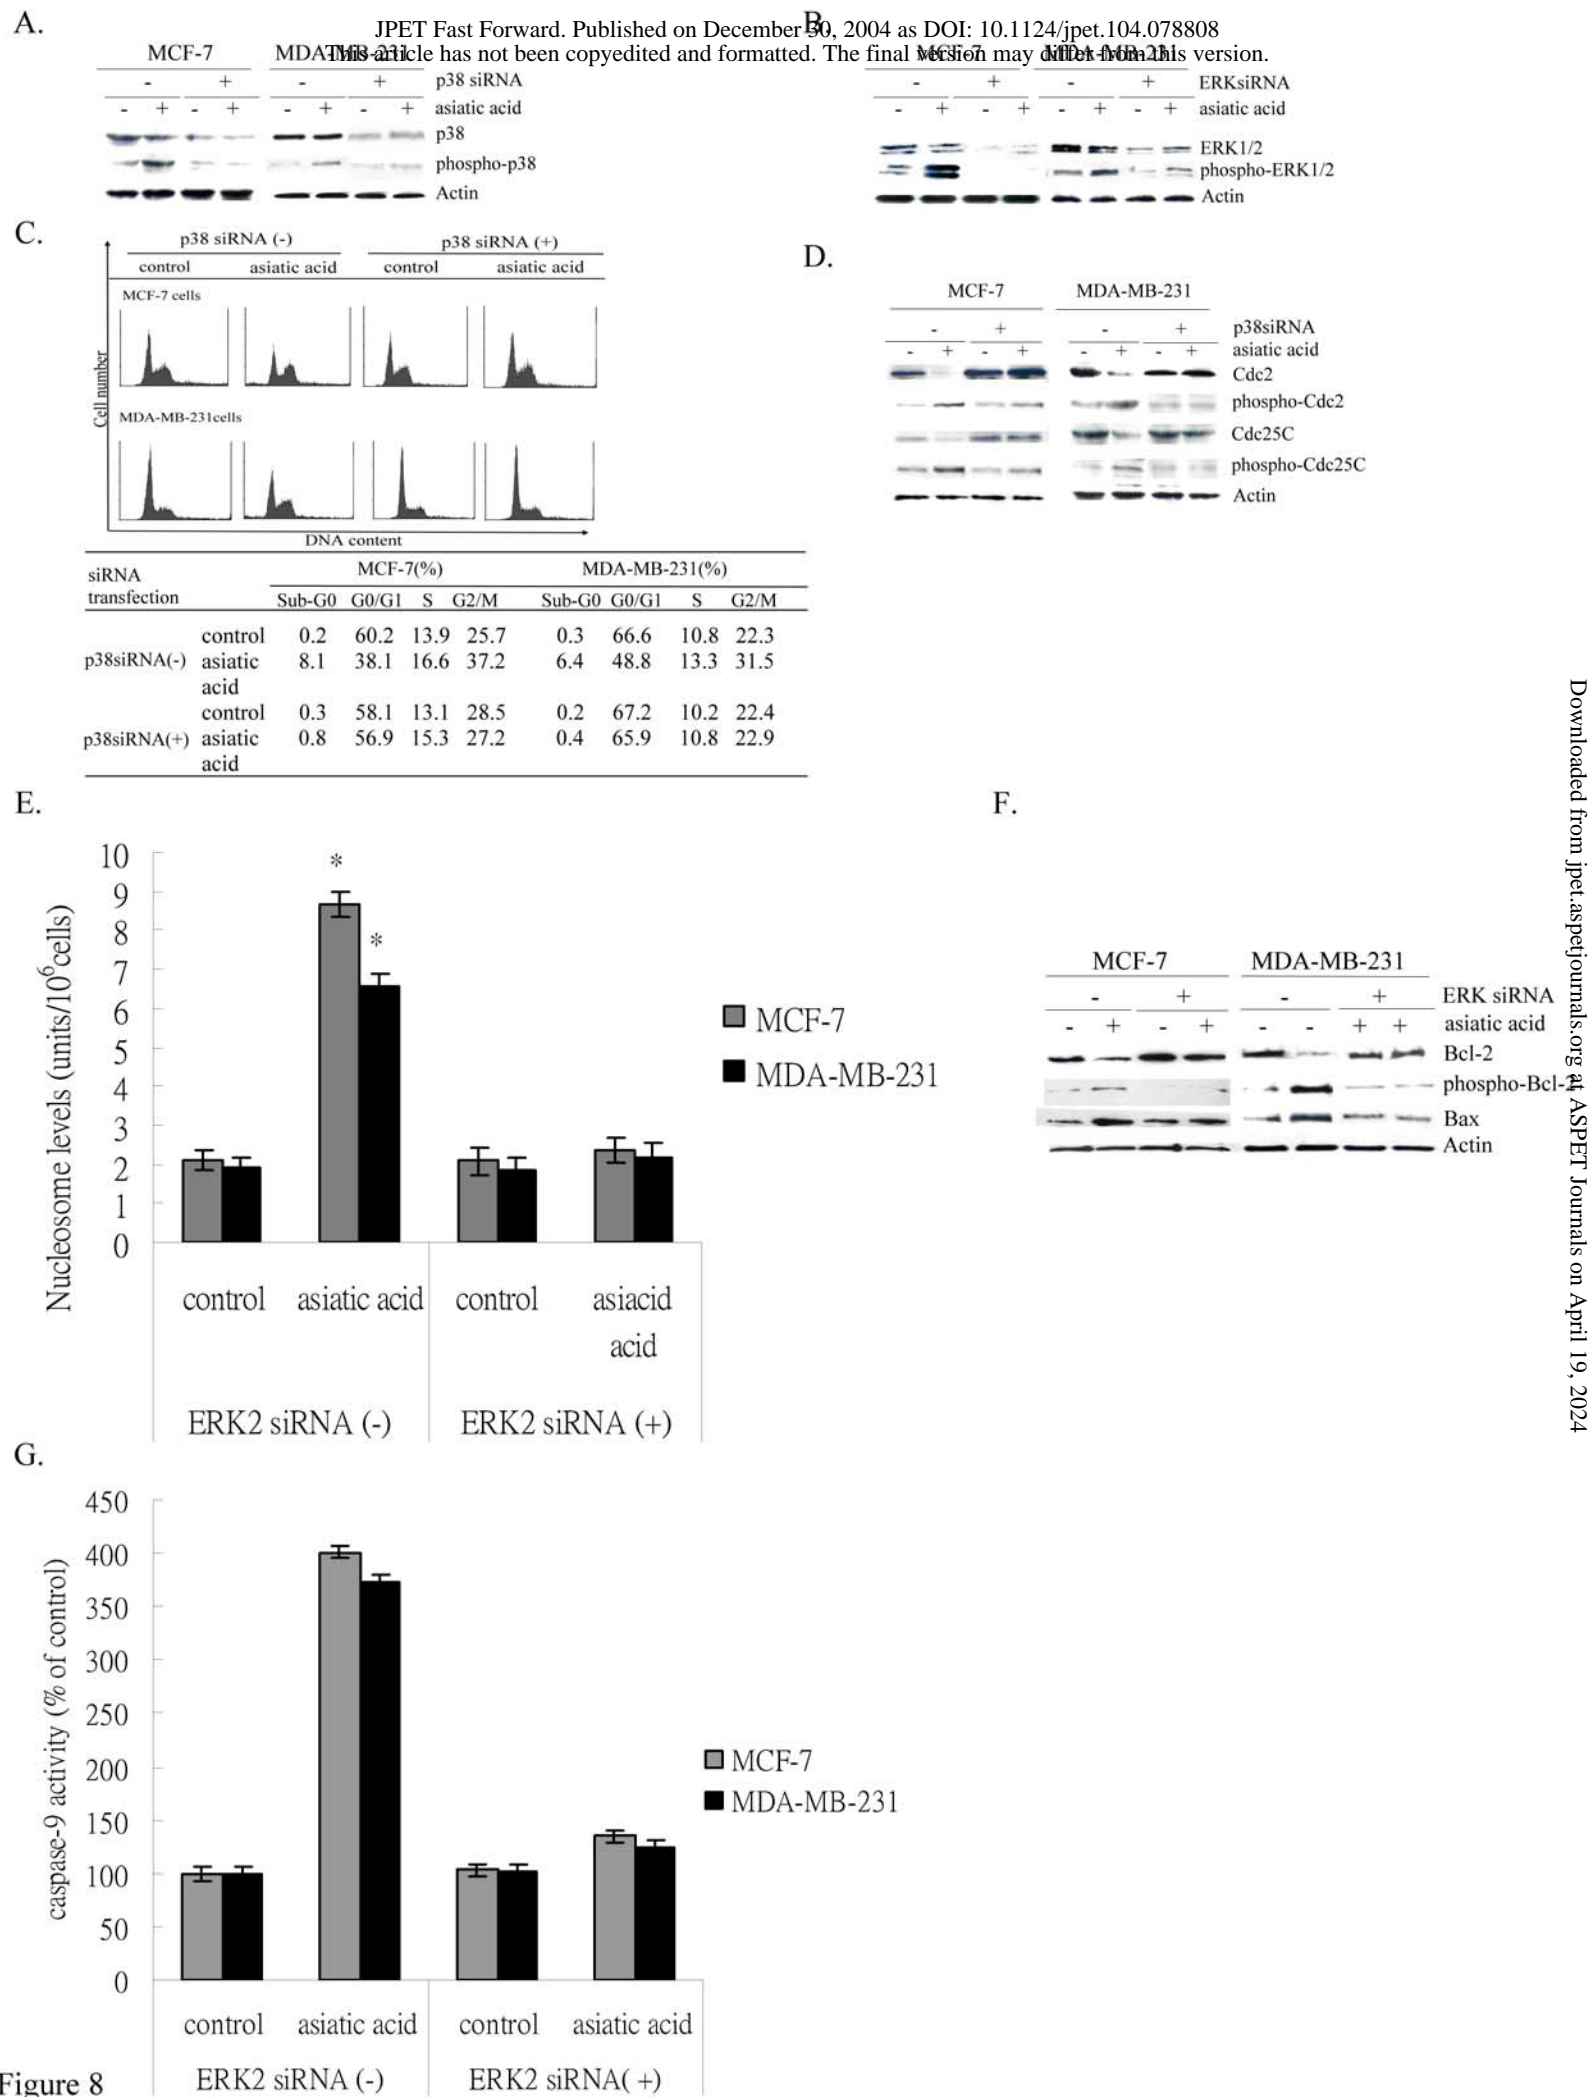 JPET Fast Forward. Published on December 30, 2004 as DOI: 10.1124/jpet.104.078808
This article has not been copyedited and formatted. The final version may differ from this version.
A.
MCF-7 MDA-MB-231
- + - + p38 siRNA
- + - + - + - + asiatic acid
p38
phospho-p38
Actin
B.
MCF-7 MDA-MB-231
- + - + ERKsiRNA
- + - + - + - + asiatic acid
ERK1/2
phospho-ERK1/2
Actin
C.
p38 siRNA (-) p38 siRNA (+)
control asiatic acid control asiatic acid
MCF-7 cells
Cell number
MDA-MB-231cells
DNA content
siRNA transfection MCF-7(%) MDA-MB-231(%)
Sub-G0 G0/G1 S G2/M Sub-G0 G0/G1 S G2/M
control 0.2 60.2 13.9 25.7 0.3 66.6 10.8 22.3
p38siRNA(-) asiatic acid 8.1 38.1 16.6 37.2 6.4 48.8 13.3 31.5
control 0.3 58.1 13.1 28.5 0.2 67.2 10.2 22.4
p38siRNA(+) asiatic acid 0.8 56.9 15.3 27.2 0.4 65.9 10.8 22.9
D.
MCF-7 MDA-MB-231
- + - + p38siRNA
- + - + - + - + asiatic acid
Cdc2
phospho-Cdc2
Cdc25C
phospho-Cdc25C
Actin
E.
Nucleosome levels (units/10⁶cells)
10
9
8
7
6
5
4
3
2
1
0
*
*
MCF-7
MDA-MB-231
control asiatic acid control asiacid
acid
ERK2 siRNA (-) ERK2 siRNA (+)
F.
MCF-7 MDA-MB-231
- + - + ERK siRNA
- + - + - - + + asiatic acid
Bcl-2
phospho-Bcl-2
Bax
Actin
G.
caspase-9 activity (% of control)
450
400
350
300
250
200
150
100
50
0
MCF-7
MDA-MB-231
control asiatic acid control asiatic acid
ERK2 siRNA (-) ERK2 siRNA( +)
Figure 8
Downloaded from jpet.aspetjournals.org at ASPET Journals on April 19, 2024